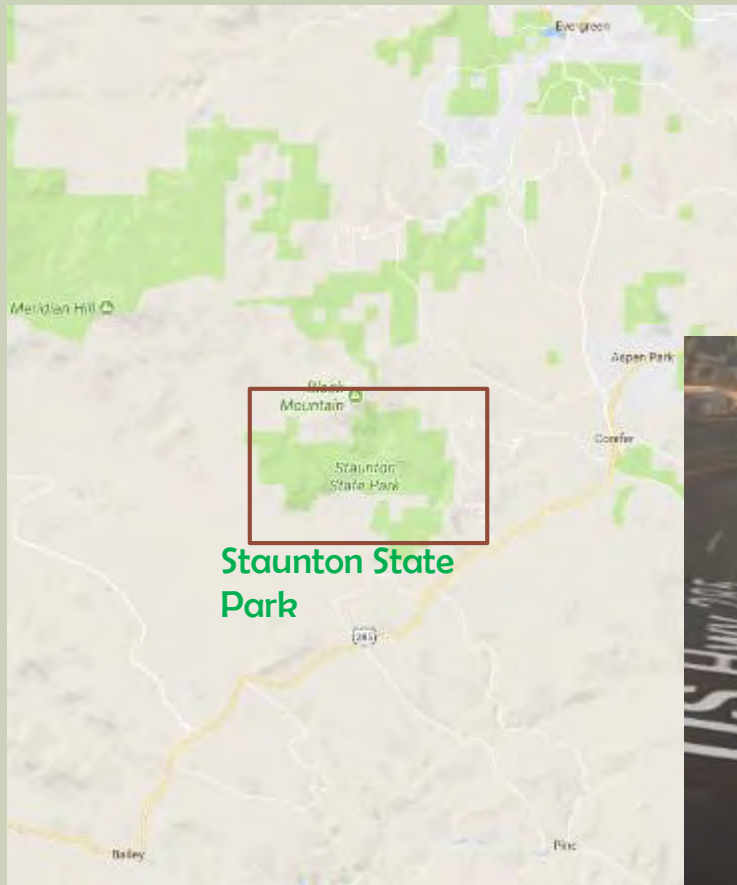 Evergreen
Meridian Hill
Aspen Park
Black
Mountain
Conifer
Staunton
State Park
Staunton State
Park
285
Bailey
Pine
US HWY